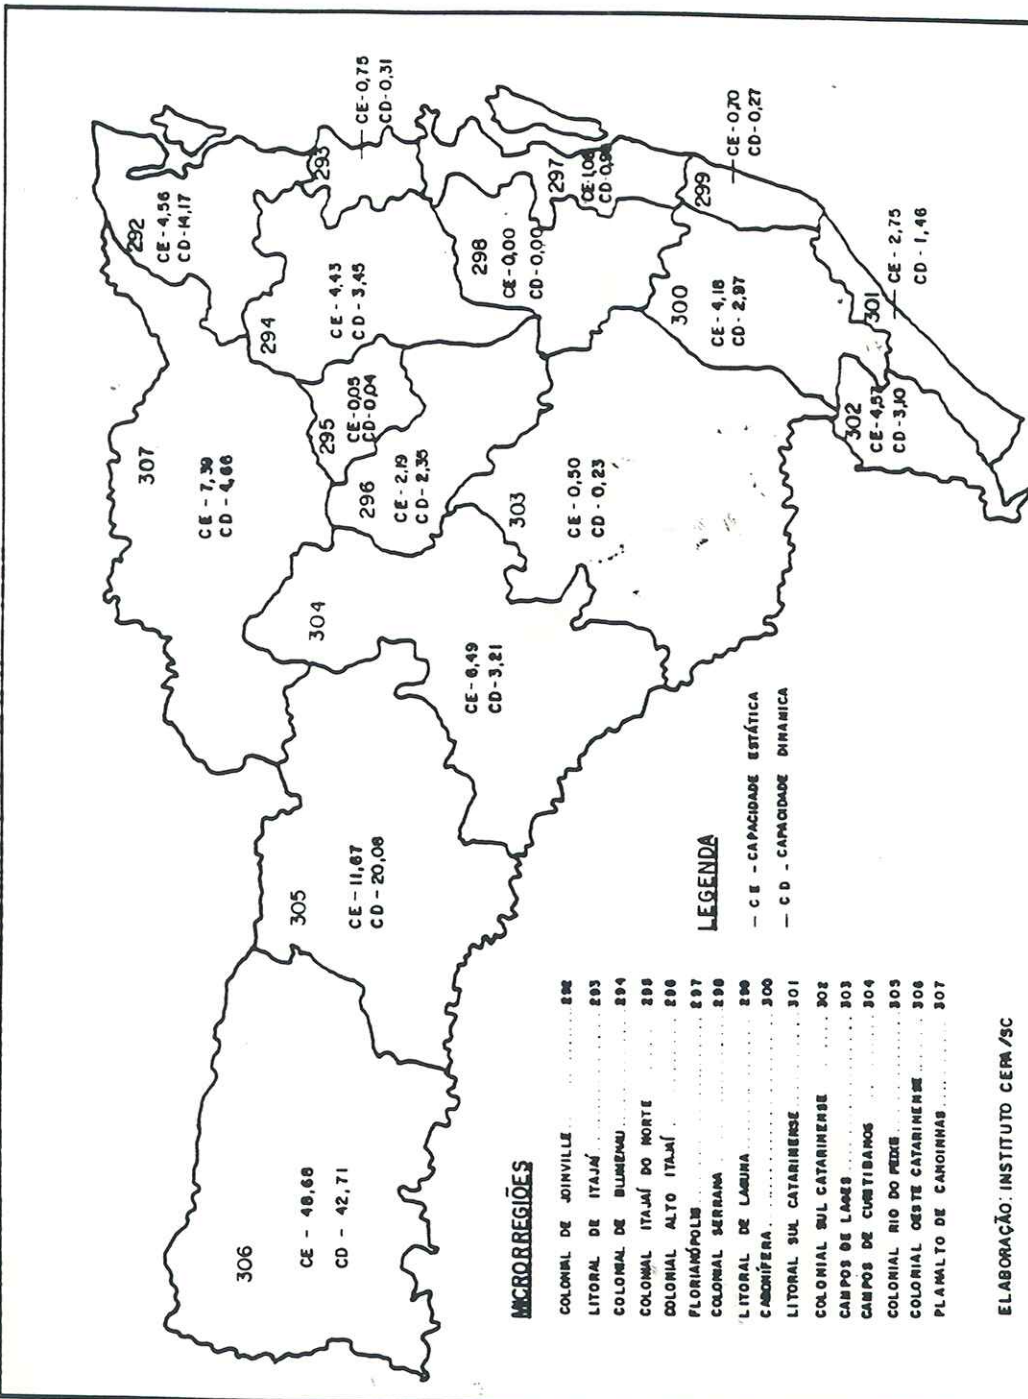 292
CE-4,56
CD-14,17
293
CE-0,75
CD-0,31
307
CE-7,39
CD-4,66
294
CE-4,43
CD-3,45
295
CE-0,05
CD-0,04
296
CE-2,19
CD-2,35
298
CE-0,00
CD-0,00
297
CE-1,08
299
CE-0,70
CD-0,27
300
CE-4,18
CD-2,97
301
CE-2,75
CD-1,46
302
CE-4,57
CD-3,10
303
CE-0,50
CD-0,23
304
CE-6,49
CD-3,21
305
CE-11,67
CD-20,08
306
CE - 48,68
CD - 42,71
LEGENDA
- CE - CAPACIDADE ESTÁTICA
- CD - CAPACIDADE DINAMICA
MICRORREGIÕES
COLONIAL DE JOINVILLE 292
LITORAL DE ITAJAÍ 293
COLONIAL DE BLUMENAU 294
COLONIAL ITAJAÍ DO NORTE 295
COLONIAL ALTO ITAJAÍ 296
FLORIANÓPOLIS 297
COLONIAL SERRANA 298
LITORAL DE LAGUNA 299
CARBONÍFERA 300
LITORAL SUL CATARINENSE 301
COLONIAL SUL CATARINENSE 302
CAMPOS DE LAGES 303
CAMPOS DE CURITIBANOS 304
COLONIAL RIO DO PEIXE 305
COLONIAL OESTE CATARINENSE 306
PLANALTO DE CANOINHAS 307
ELABORAÇÃO: INSTITUTO CEPA/SC